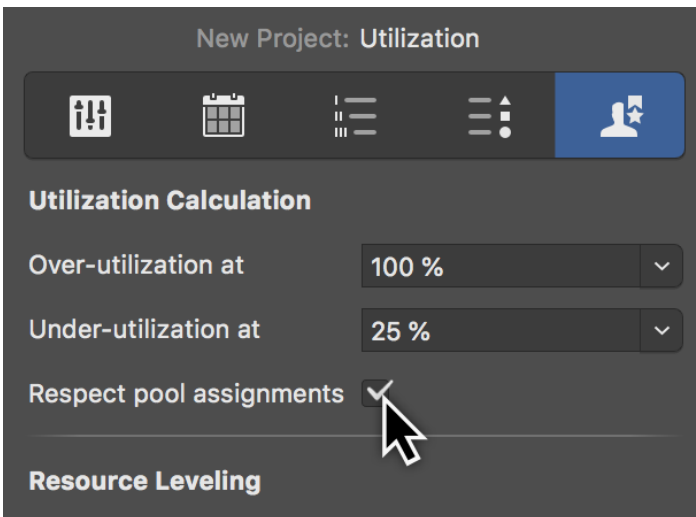 New Project: Utilization
Utilization Calculation
Over-utilization at 100 %
Under-utilization at 25 %
Respect pool assignments
Resource Leveling